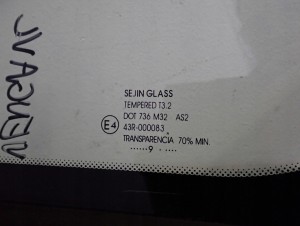 SEJIN GLASS
TEMPERED T3.2
DOT 736 M32 AS2
E4 43R-000083
TRANSPARENCIA 70% MIN.
······9 ····